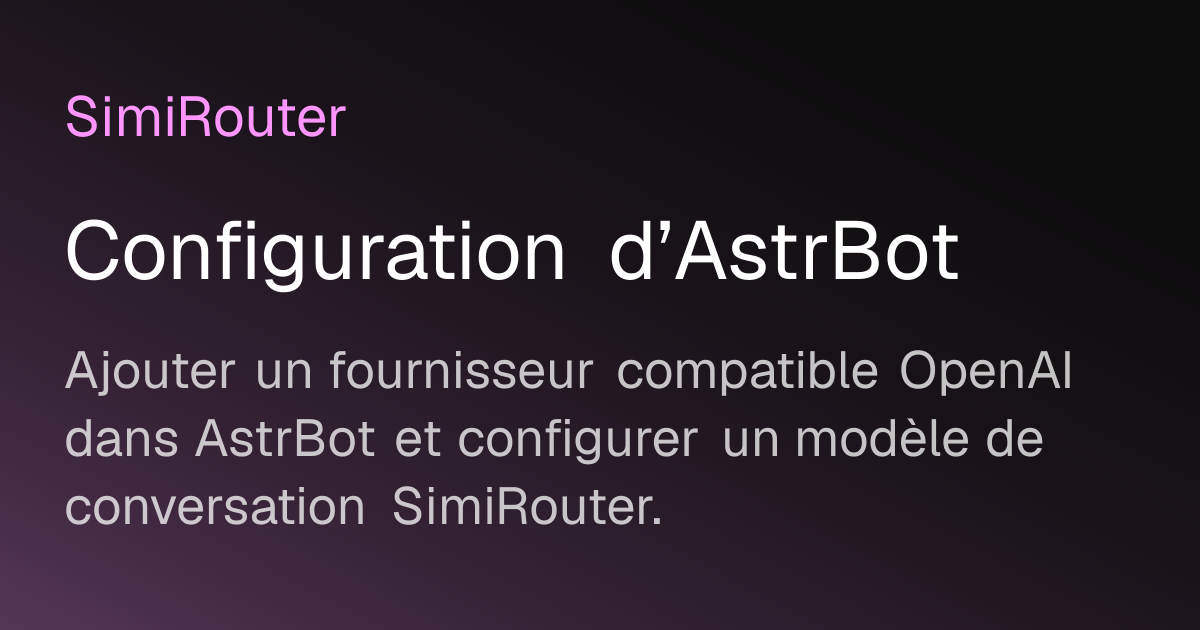 SimiRouter
Configuration d’AstrBot
Ajouter un fournisseur compatible OpenAI
dans AstrBot et configurer un modèle de
conversation SimiRouter.